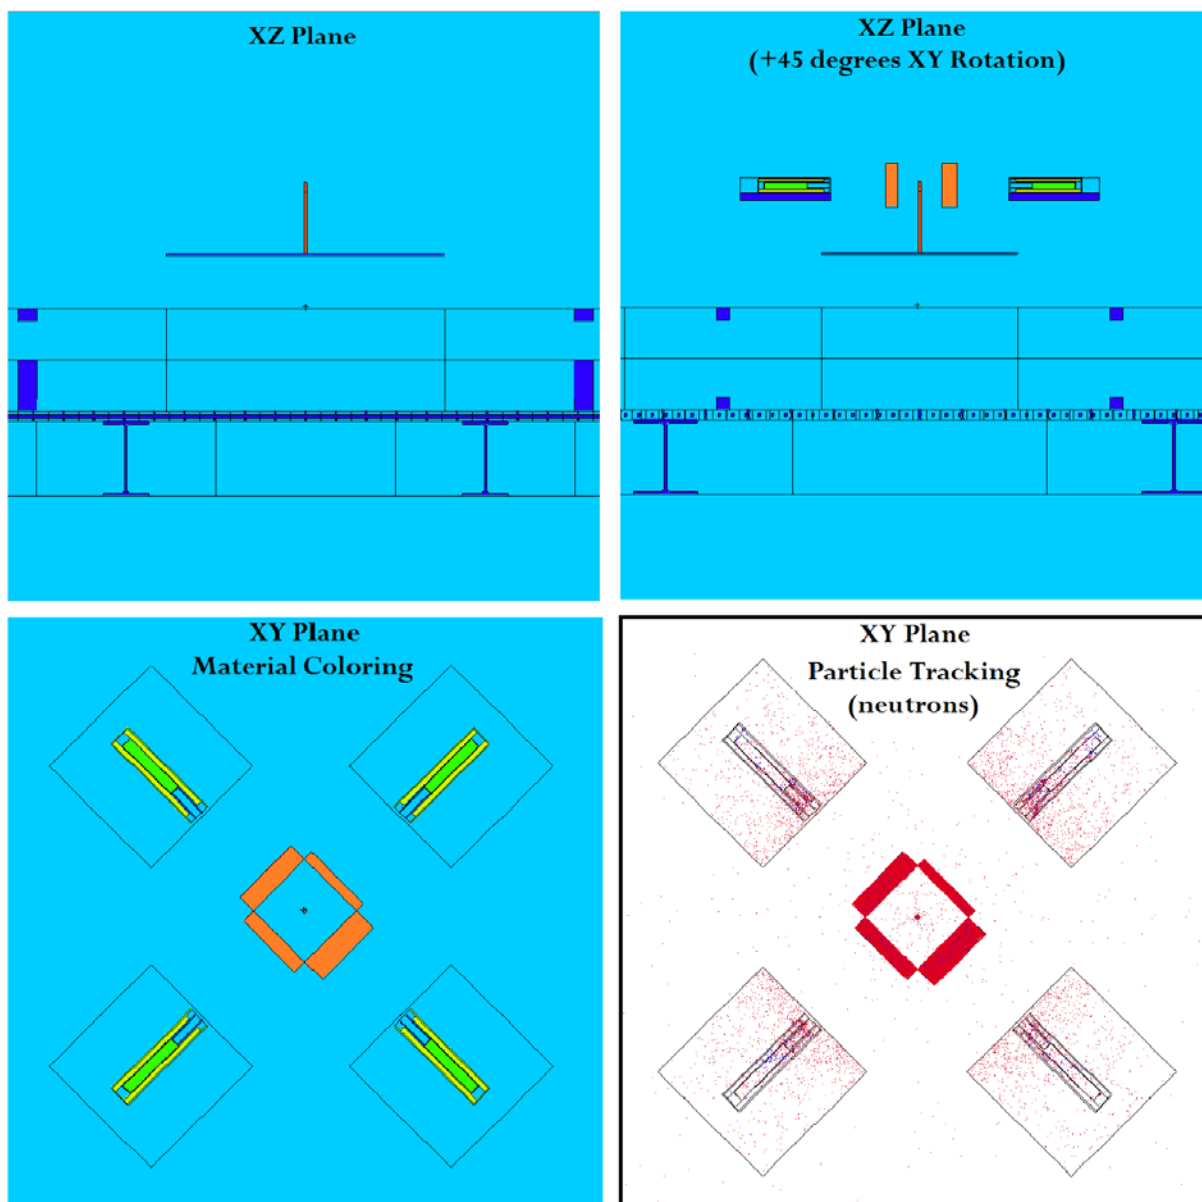 XZ Plane
XZ Plane
(+45 degrees XY Rotation)
XY Plane
Material Coloring
XY Plane
Particle Tracking
(neutrons)